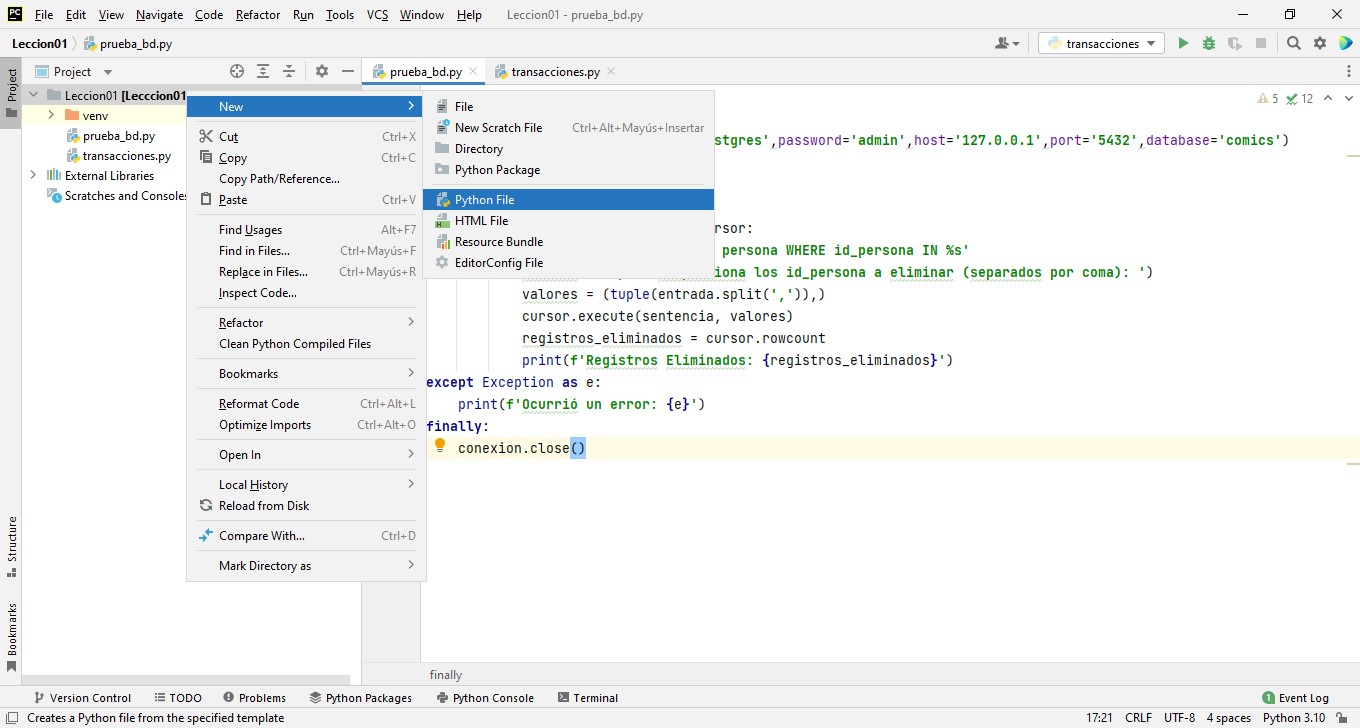 PC File Edit View Navigate Code Refactor Run Tools VCS Window Help Leccion01 - prueba_bd.py
Leccion01 prueba_bd.py transacciones
Project prueba_bd.py transacciones.py
Project
Structure
Bookmarks
Leccion01 [Lecccion01
venv
prueba_bd.py
transacciones.py
External Libraries
Scratches and Consoles
New
Cut Ctrl+X
Copy Ctrl+C
Copy Path/Reference...
Paste Ctrl+V
Find Usages Alt+F7
Find in Files... Ctrl+Mayús+F
Replace in Files... Ctrl+Mayús+R
Inspect Code...
Refactor
Clean Python Compiled Files
Bookmarks
Reformat Code Ctrl+Alt+L
Optimize Imports Ctrl+Alt+O
Open In
Local History
Reload from Disk
Compare With... Ctrl+D
Mark Directory as
File
New Scratch File Ctrl+Alt+Mayús+Insertar
Directory
Python Package
Python File
HTML File
Resource Bundle
EditorConfig File
5 12
stgres',password='admin',host='127.0.0.1',port='5432',database='comics')
rsor:
persona WHERE id_persona IN %s'
iona los id_persona a eliminar (separados por coma): ')
valores = (tuple(entrada.split(',')),)
cursor.execute(sentencia, valores)
registros_eliminados = cursor.rowcount
print(f'Registros Eliminados: {registros_eliminados}')
except Exception as e:
print(f'Ocurrió un error: {e}')
finally:
conexion.close()
finally
Version Control TODO Problems Python Packages Python Console Terminal 1 Event Log
Creates a Python file from the specified template 17:21 CRLF UTF-8 4 spaces Python 3.10